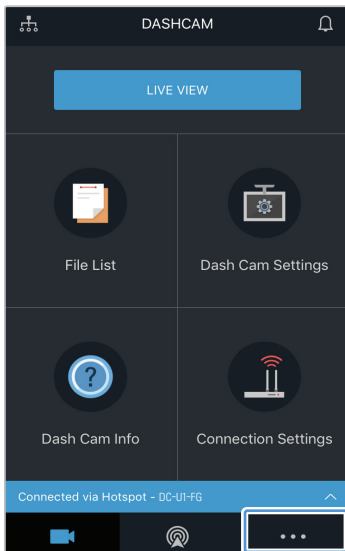 DASHCAM
LIVE VIEW
File List
Dash Cam Settings
?
Dash Cam Info
Connection Settings
Connected via Hotspot - DC-U1-FG